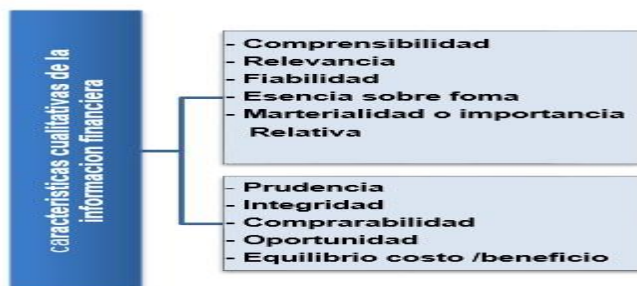 caracteristicas cualitativas de la
informacion financiera
- Comprensibilidad
- Relevancia
- Fiabilidad
- Esencia sobre foma
- Marterialidad o importancia
Relativa
- Prudencia
- Integridad
- Comprarabilidad
- Oportunidad
- Equilibrio costo /beneficio